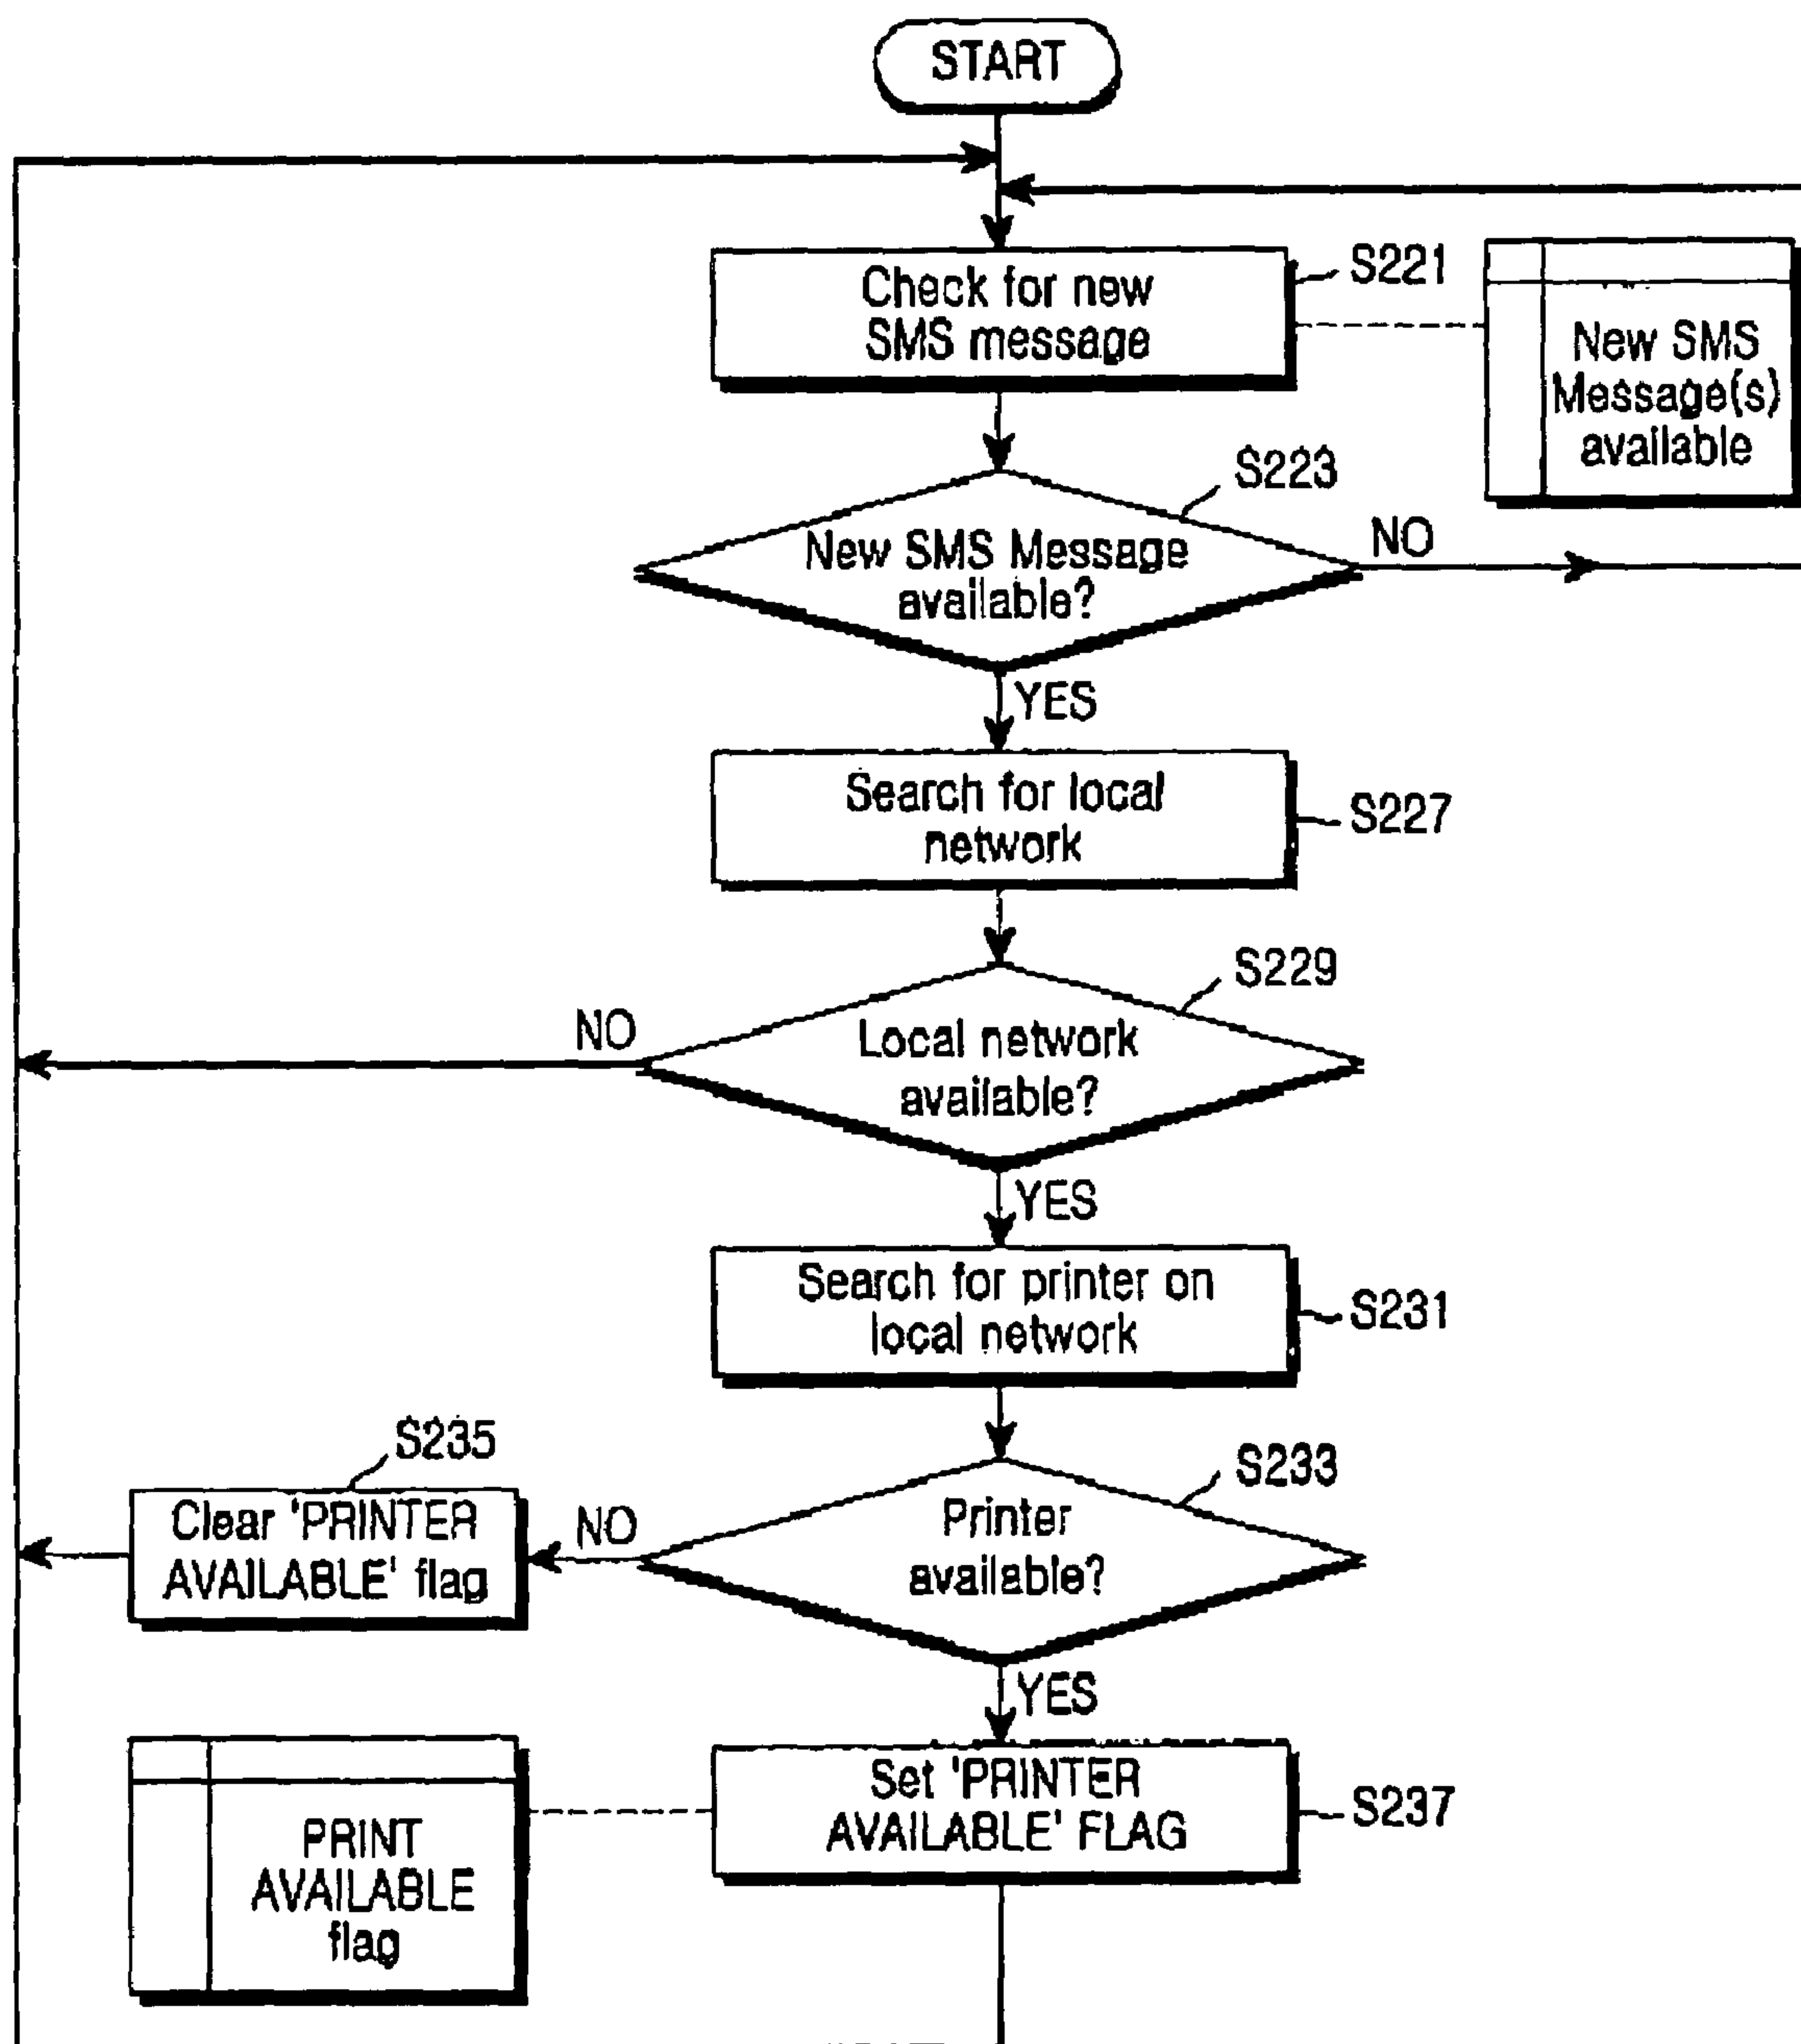 START
Check for new
SMS message
S221
New SMS
Message(s)
available
S223
New SMS Message
available?
NO
YES
Search for local
network
S227
S229
Local network
available?
NO
YES
Search for printer on
local network
S231
S235
Clear 'PRINTER
AVAILABLE' flag
NO
S233
Printer
available?
YES
Set 'PRINTER
AVAILABLE' FLAG
S237
PRINT
AVAILABLE
flag